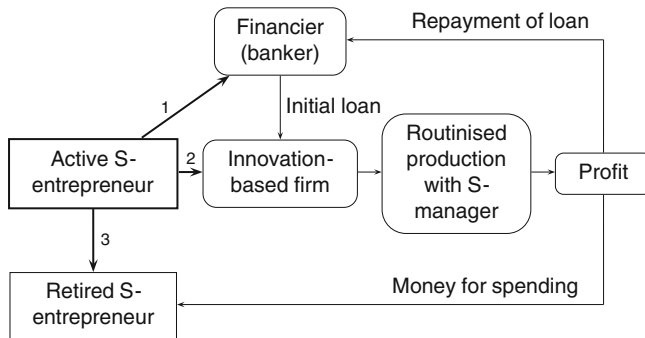 Financier
(banker)
Repayment of loan
1
Initial loan
Active S-
entrepreneur
2
Innovation-
based firm
Routinised
production
with S-
manager
Profit
3
Money for spending
Retired S-
entrepreneur